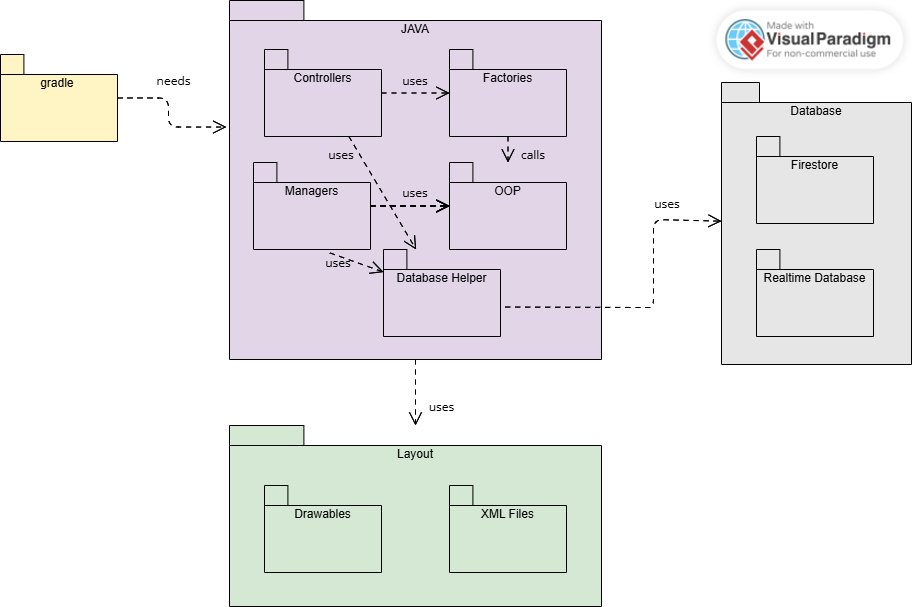 Made with
Visual Paradigm
For non-commercial use
JAVA
gradle
needs
Controllers
uses
Factories
uses
calls
Managers
uses
OOP
uses
Database Helper
uses
Database
Firestore
Realtime Database
uses
Layout
Drawables
XML Files